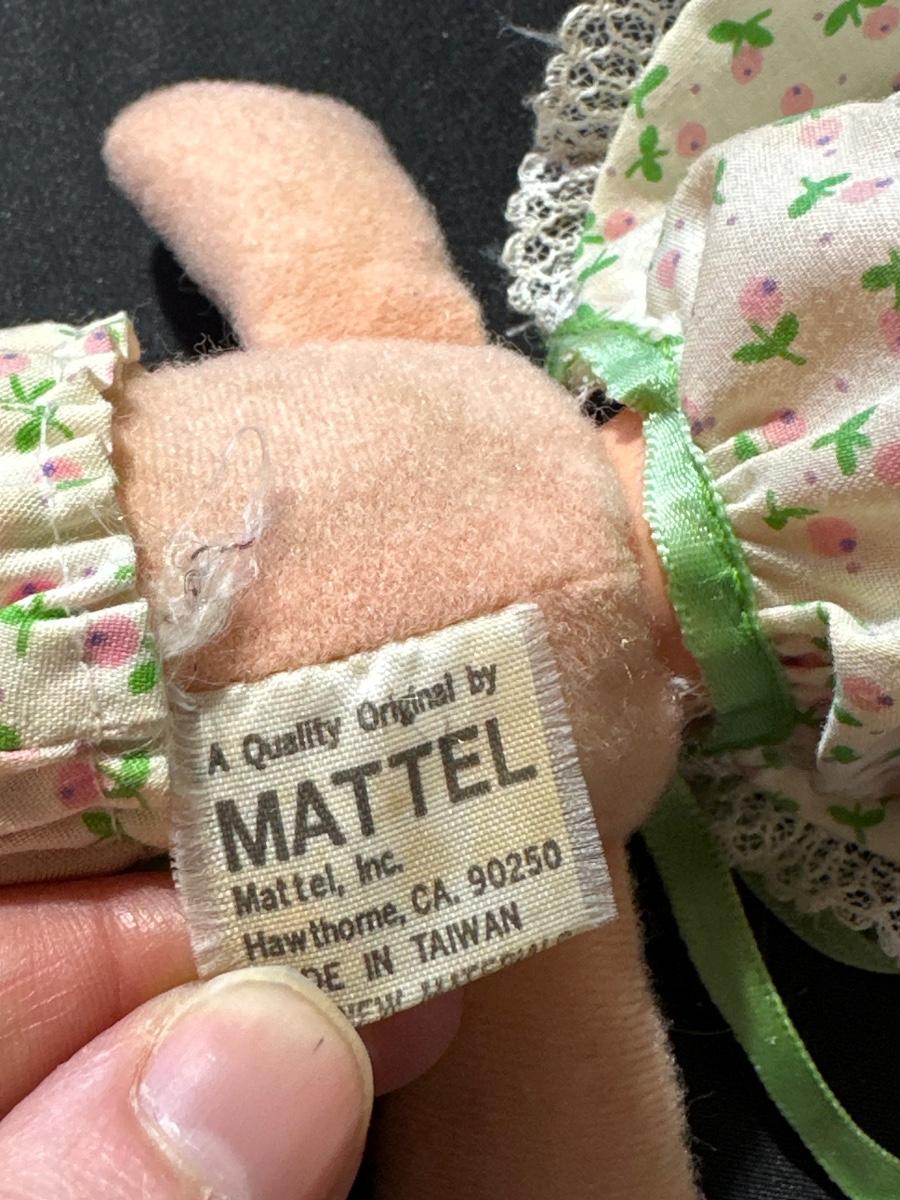 A Quality Original by
MATTEL
Mattel, Inc.
Hawthorne, CA. 90250
DE IN TAIWAN